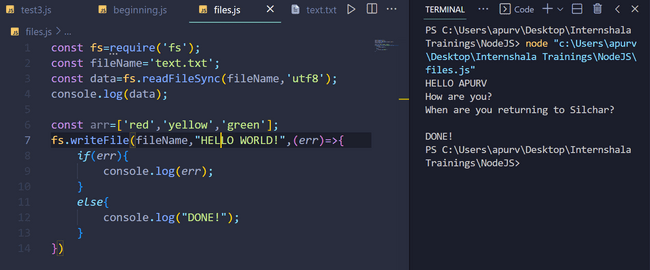 test3.js beginning.js files.js text.txt
files.js > ...
1 const fs=require('fs');
2 const fileName='text.txt';
3 const data=fs.readFileSync(fileName,'utf8');
4 console.log(data);
5
6 const arr=['red','yellow','green'];
7 fs.writeFile(fileName,"HELLO WORLD!",(err)=>{
8 if(err){
9 console.log(err);
10 }
11 else{
12 console.log("DONE!");
13 }
14 })
TERMINAL Code
PS C:\Users\apurv\Desktop\Internshala
Trainings\NodeJS> node "c:\Users\apurv
\Desktop\Internshala Trainings\NodeJS\
files.js"
HELLO APURV
How are you?
When are you returning to Silchar?
DONE!
PS C:\Users\apurv\Desktop\Internshala
Trainings\NodeJS>